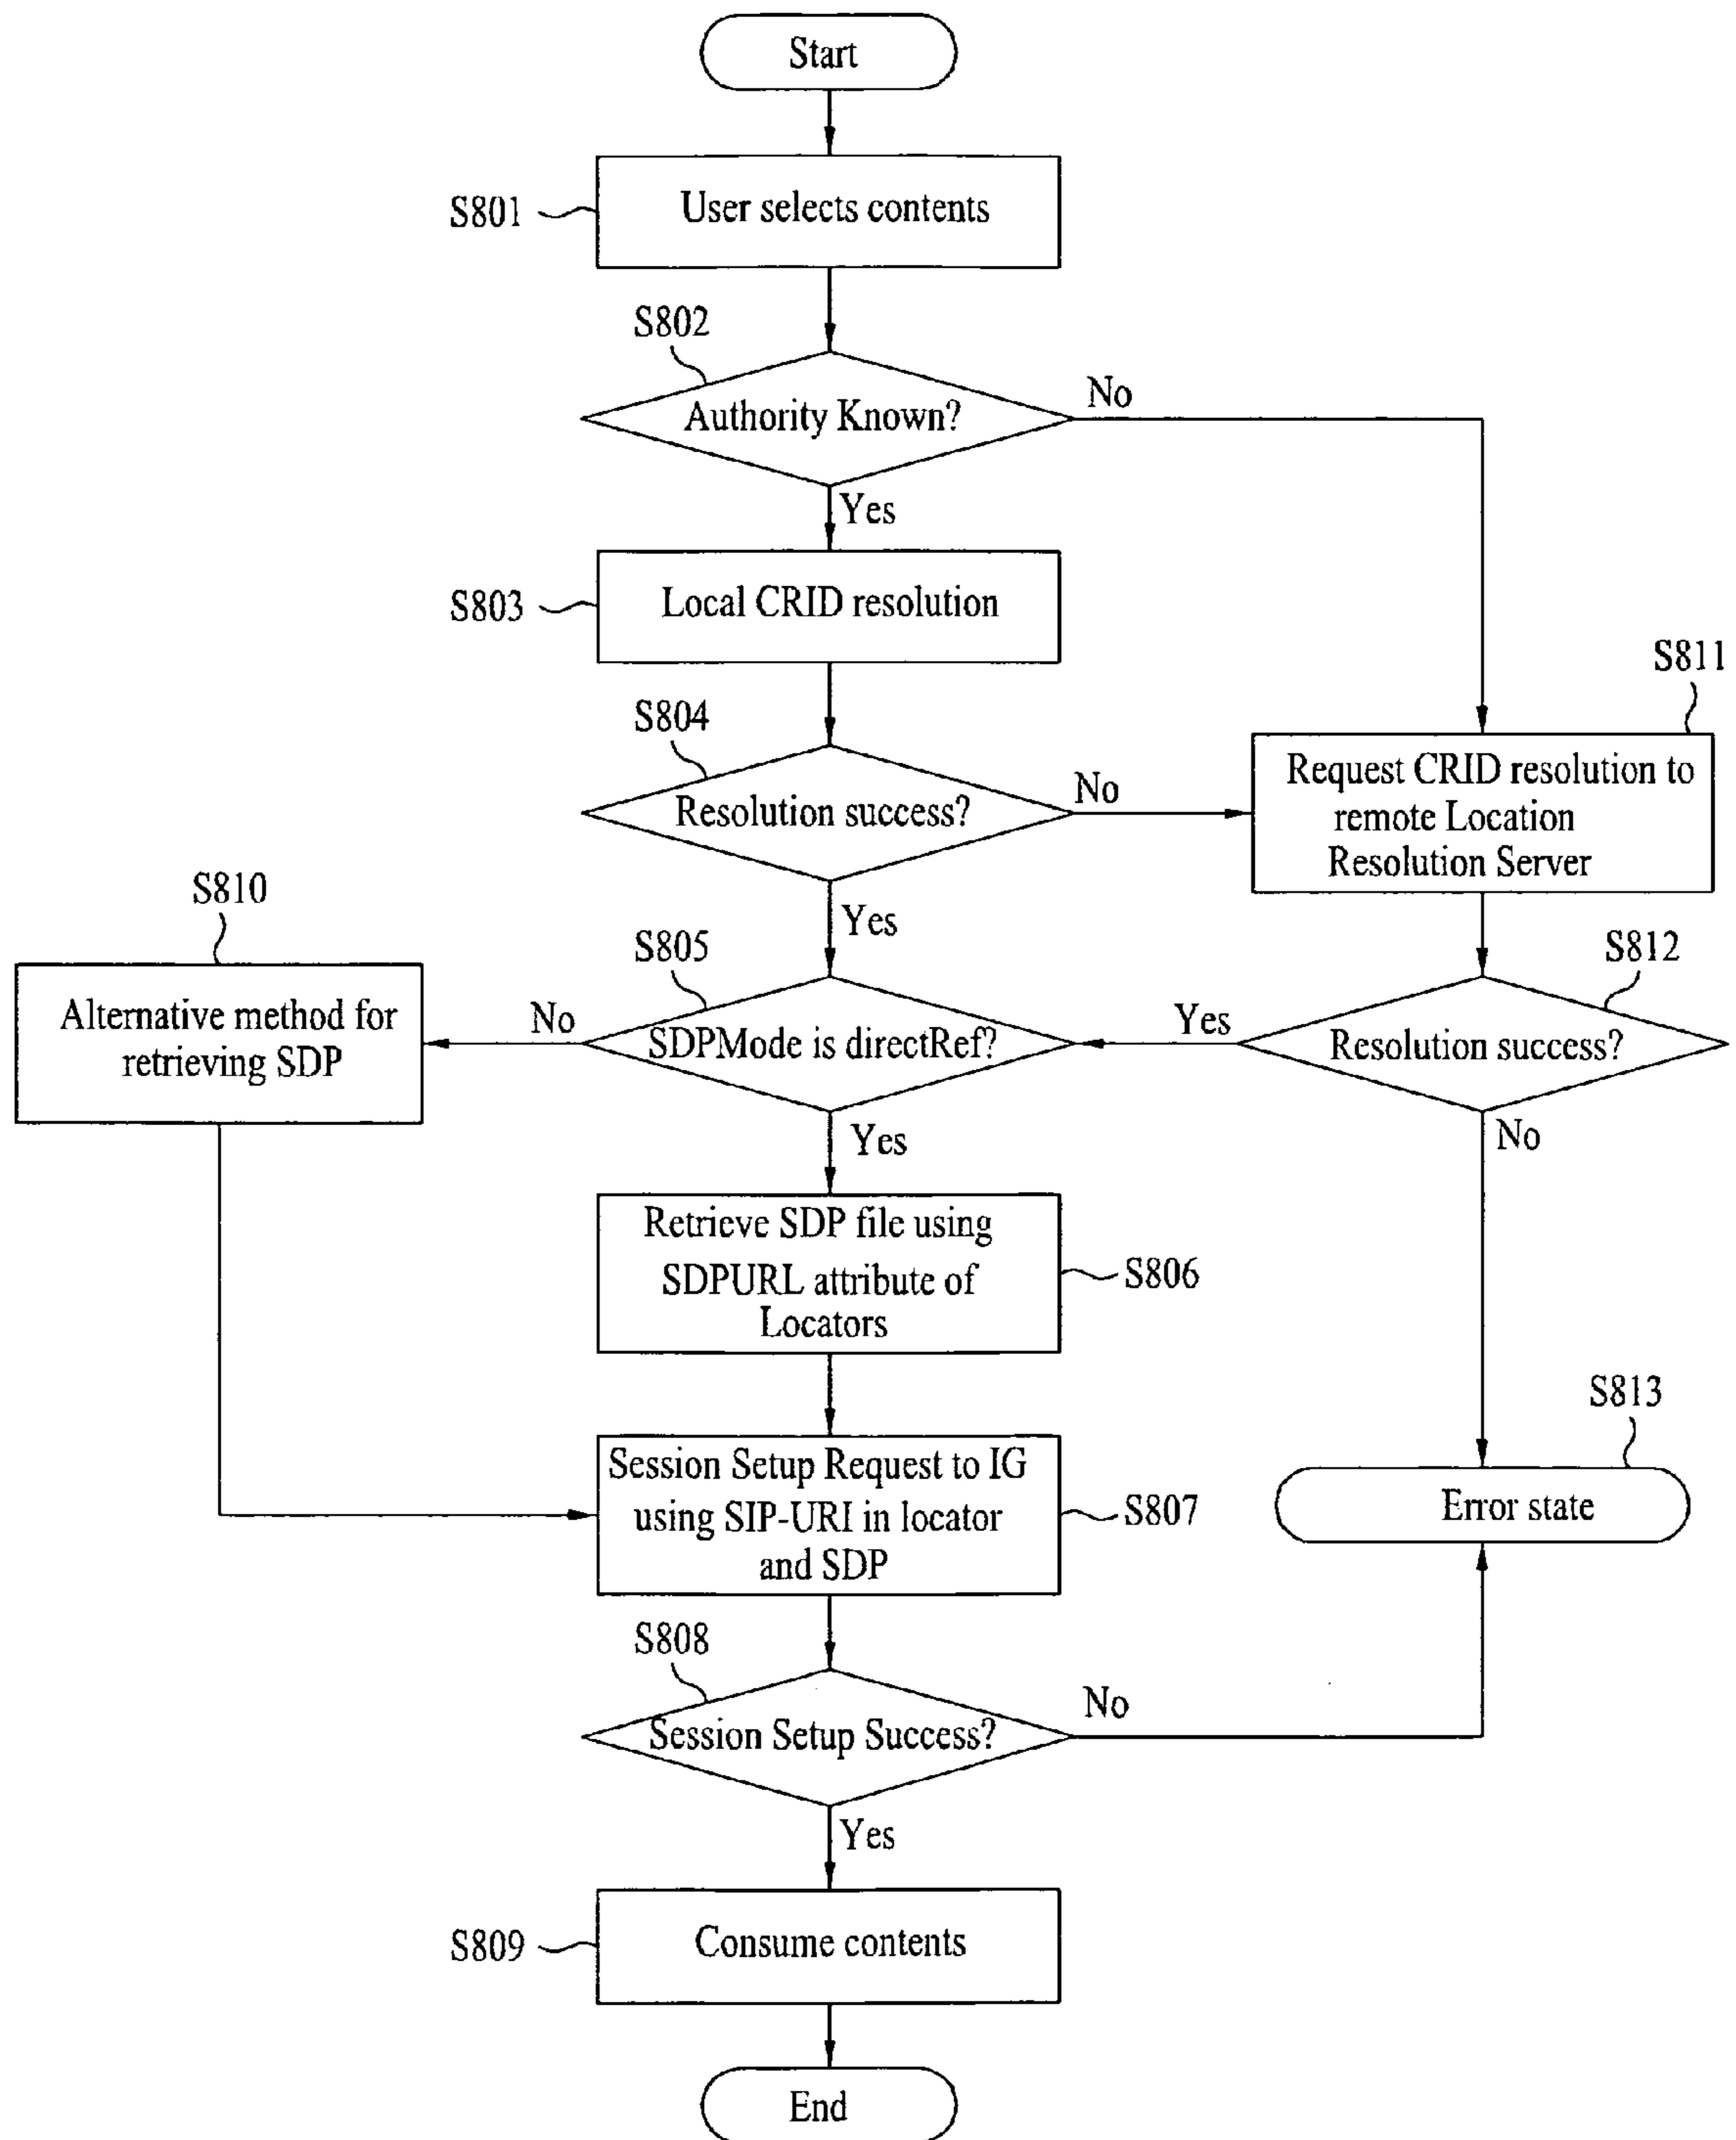 Start
S801
User selects contents
S802
Authority Known?
No
Yes
S803
Local CRID resolution
S811
S804
Resolution success?
No
Request CRID resolution to
remote Location
Resolution Server
Yes
S810
S805
S812
Alternative method for
retrieving SDP
No
SDPMode is directRef?
Yes
Resolution success?
Yes
No
Retrieve SDP file using
SDPURL attribute of
Locators
S806
S813
Session Setup Request to IG
using SIP-URI in locator
and SDP
S807
Error state
S808
Session Setup Success?
No
Yes
S809
Consume contents
End